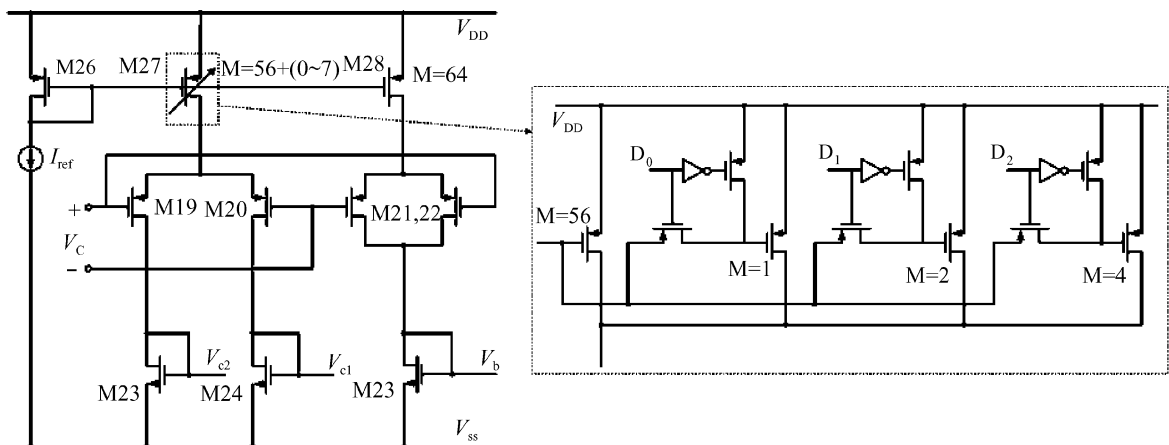 V_DD
M26
M27
M=56+(0~7)
M28
M=64
I_ref
+
V_C
−
M19
M20
M21,22
V_c2
V_c1
V_b
M23
M24
M23
V_ss
V_DD
D_0
D_1
D_2
M=56
M=1
M=2
M=4